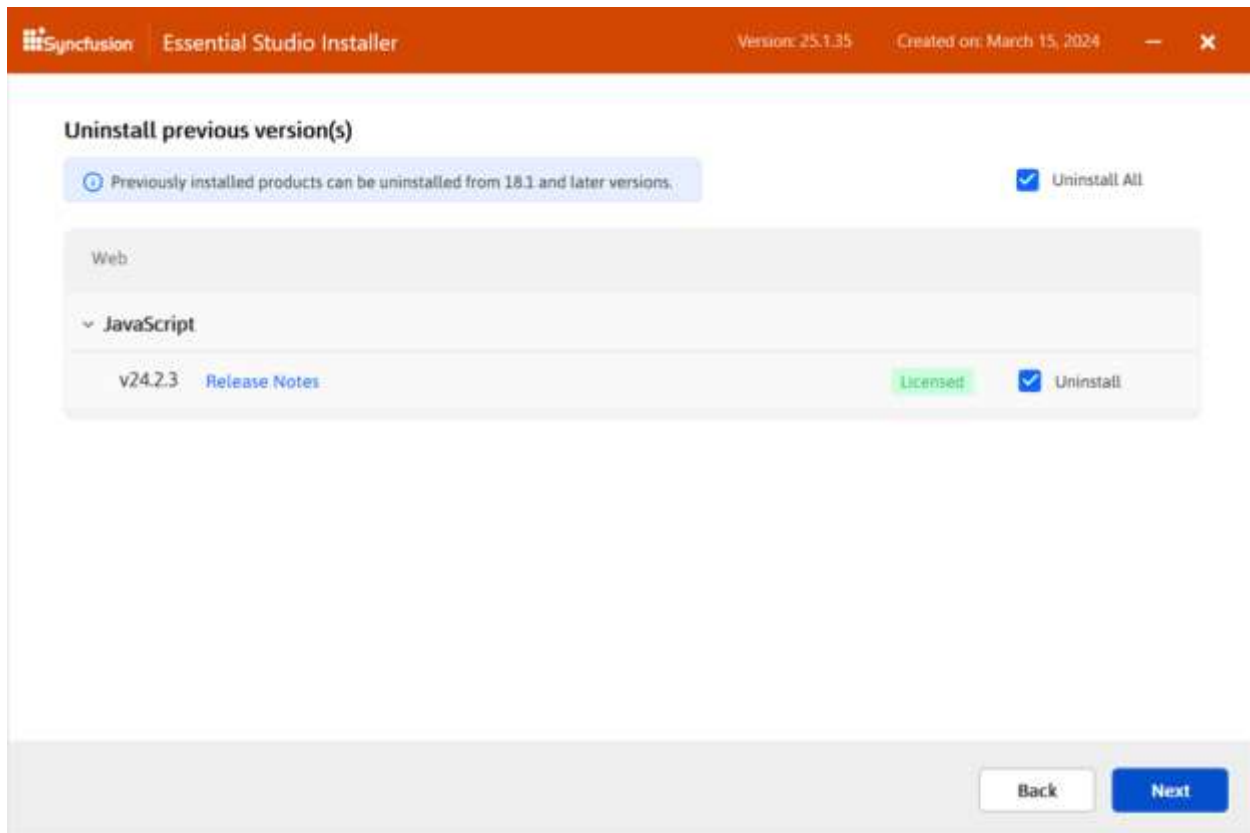 Syncfusion Essential Studio Installer Version: 25.1.35 Created on: March 15, 2024
Uninstall previous version(s)
Previously installed products can be uninstalled from 18.1 and later versions. Uninstall All
Web
JavaScript
v24.2.3 Release Notes Licensed Uninstall
Back Next